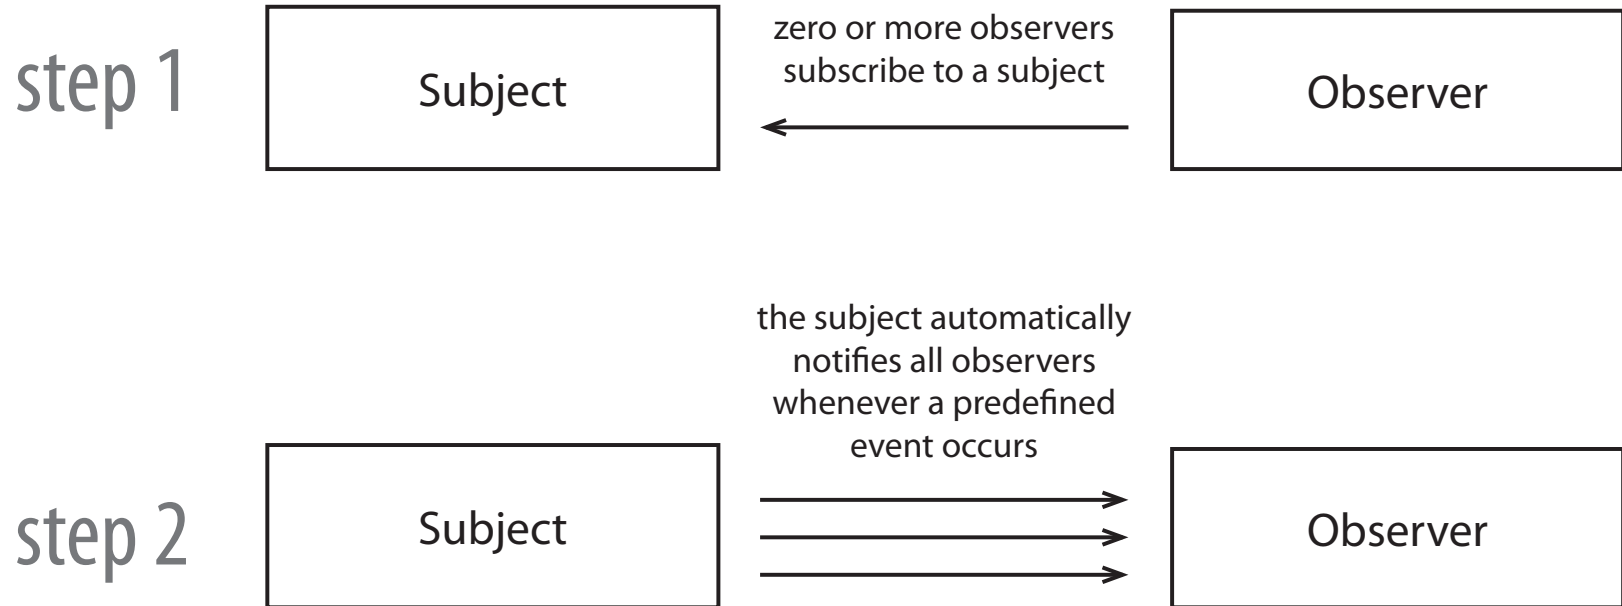 step 1
Subject
zero or more observers
subscribe to a subject
Observer
step 2
Subject
the subject automatically
notifies all observers
whenever a predefined
event occurs
Observer